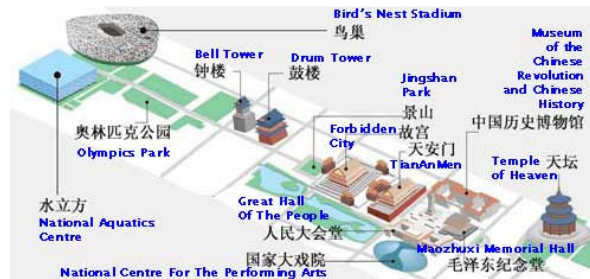 Bird's Nest Stadium
鸟巢
Bell Tower
钟楼
Drum Tower
鼓楼
Museum
of the
Chinese
Revolution
and Chinese
History
中国历史博物馆
Jingshan
Park
景山
Forbidden
City
故宫
天安门
TianAnMen
奥林匹克公园
Olympics Park
Temple
of Heaven
天坛
水立方
National Aquatics
Centre
Great Hall
Of The People
人民大会堂
Maozhuxi Memorial Hall
毛泽东纪念堂
国家大戏院
National Centre For The Performing Arts